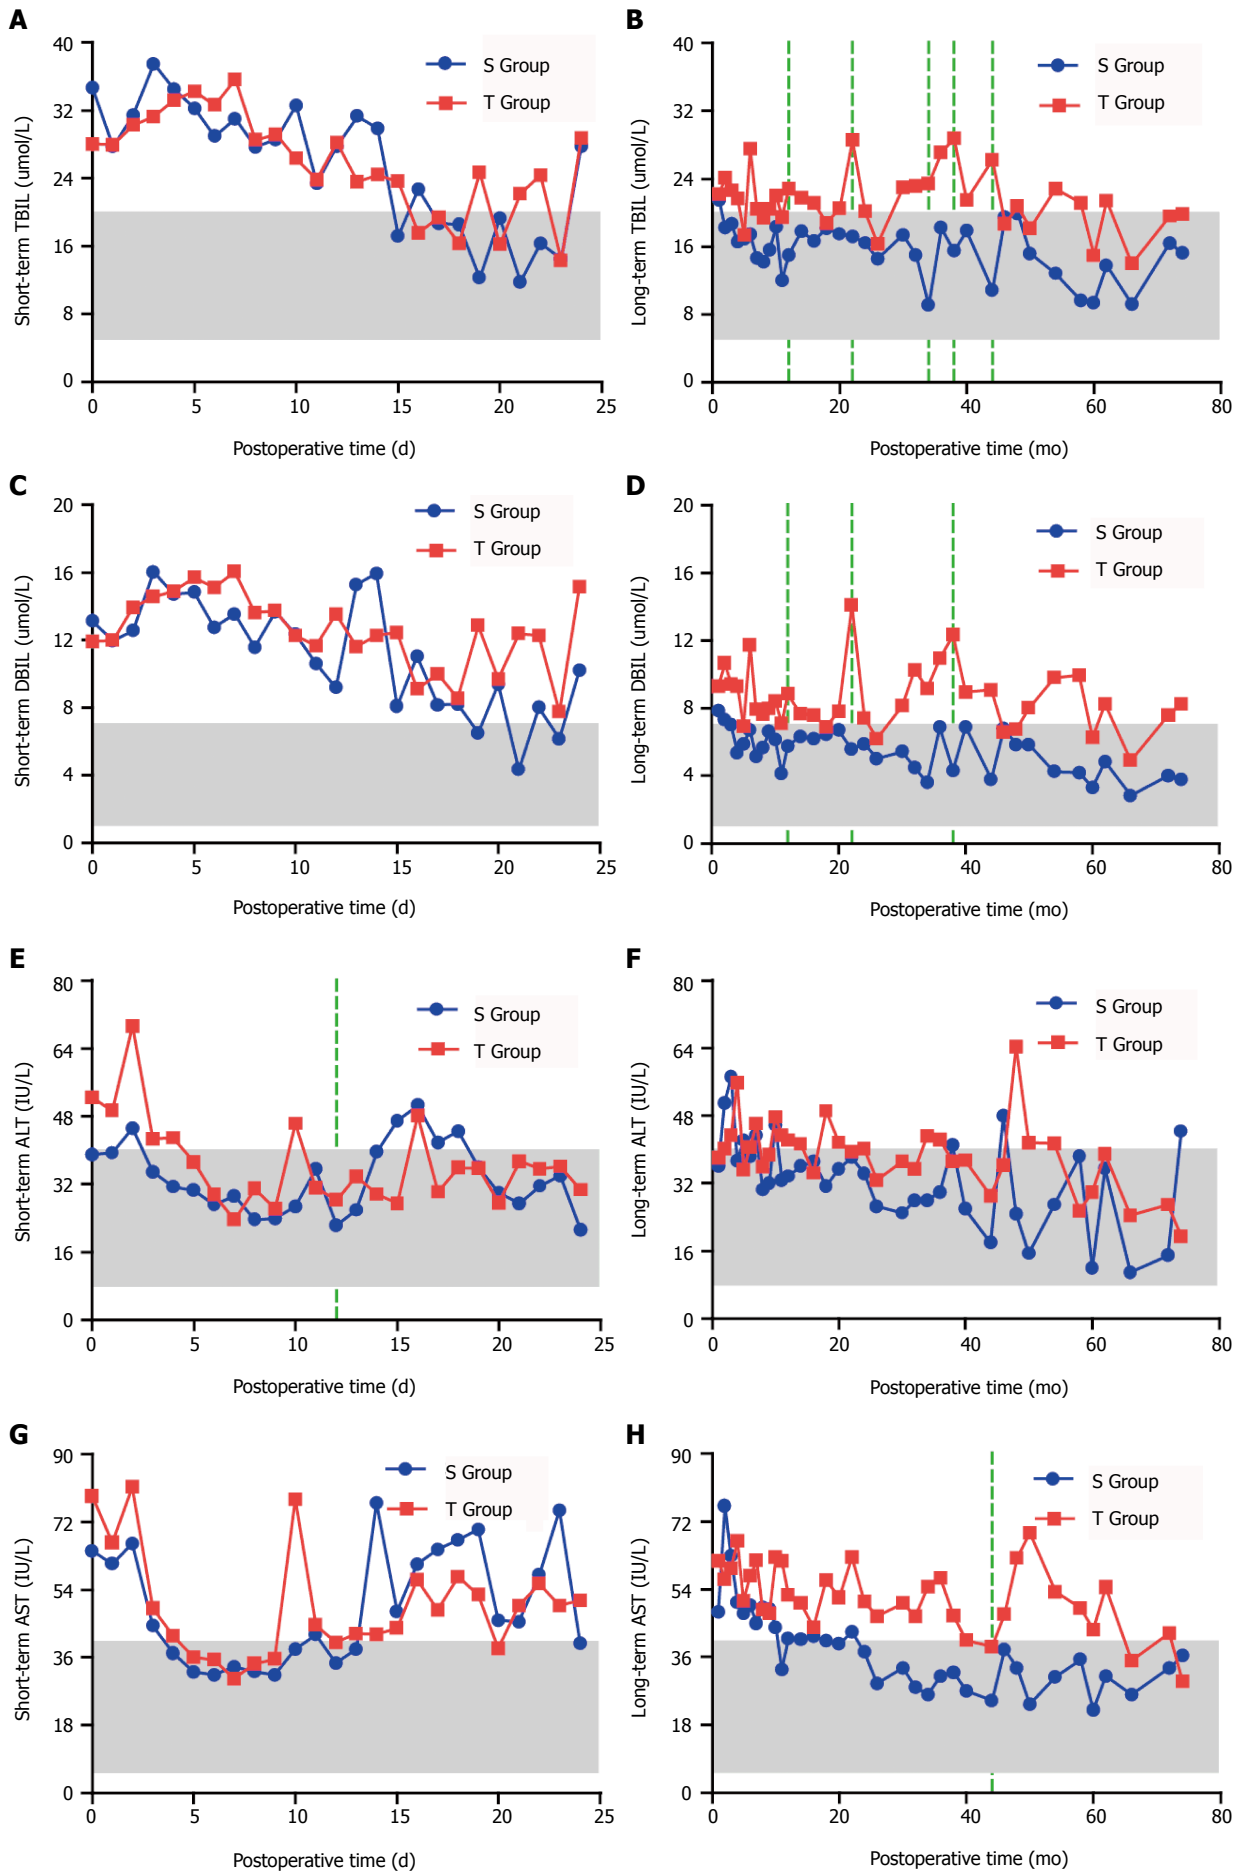 A
Short-term TBIL (umol/L)
40
32
24
16
8
0
0 5 10 15 20 25
Postoperative time (d)
S Group
T Group
B
Long-term TBIL (umol/L)
40
32
24
16
8
0
0 20 40 60 80
Postoperative time (mo)
S Group
T Group
C
Short-term DBIL (umol/L)
20
16
12
8
4
0
0 5 10 15 20 25
Postoperative time (d)
S Group
T Group
D
Long-term DBIL (umol/L)
20
16
12
8
4
0
0 20 40 60 80
Postoperative time (mo)
S Group
T Group
E
Short-term ALT (IU/L)
80
64
48
32
16
0
0 5 10 15 20 25
Postoperative time (d)
S Group
T Group
F
Long-term ALT (IU/L)
80
64
48
32
16
0
0 20 40 60 80
Postoperative time (mo)
S Group
T Group
G
Short-term AST (IU/L)
90
72
54
36
18
0
0 5 10 15 20 25
Postoperative time (d)
S Group
T Group
H
Long-term AST (IU/L)
90
72
54
36
18
0
0 20 40 60 80
Postoperative time (mo)
S Group
T Group